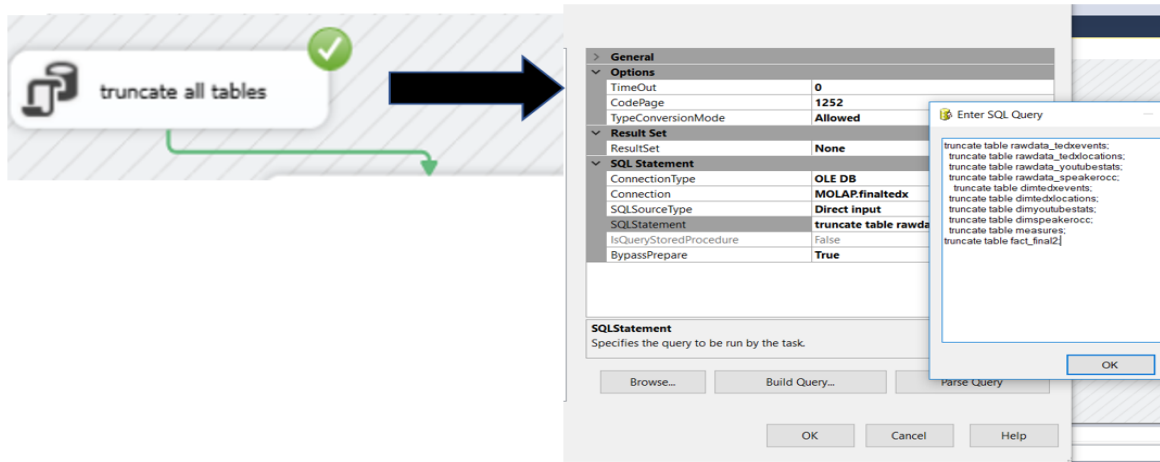 truncate all tables
General
Options
TimeOut 0
CodePage 1252
TypeConversionMode Allowed
Result Set
ResultSet None
SQL Statement
ConnectionType OLE DB
Connection MOLAP.finaltedx
SQLSourceType Direct input
SQLStatement truncate table rawda
IsQueryStoredProcedure False
BypassPrepare True
SQLStatement
Specifies the query to be run by the task.
Browse... Build Query... Parse Query
OK Cancel Help
Enter SQL Query
truncate table rawdata_tedxevents;
truncate table rawdata_tedxlocations;
truncate table rawdata_youtubestats;
truncate table rawdata_speakerocc;
truncate table dimtedxevents;
truncate table dimtedxlocations;
truncate table dimyoutubestats;
truncate table dimspeakerocc;
truncate table measures;
truncate table fact_final2;
OK